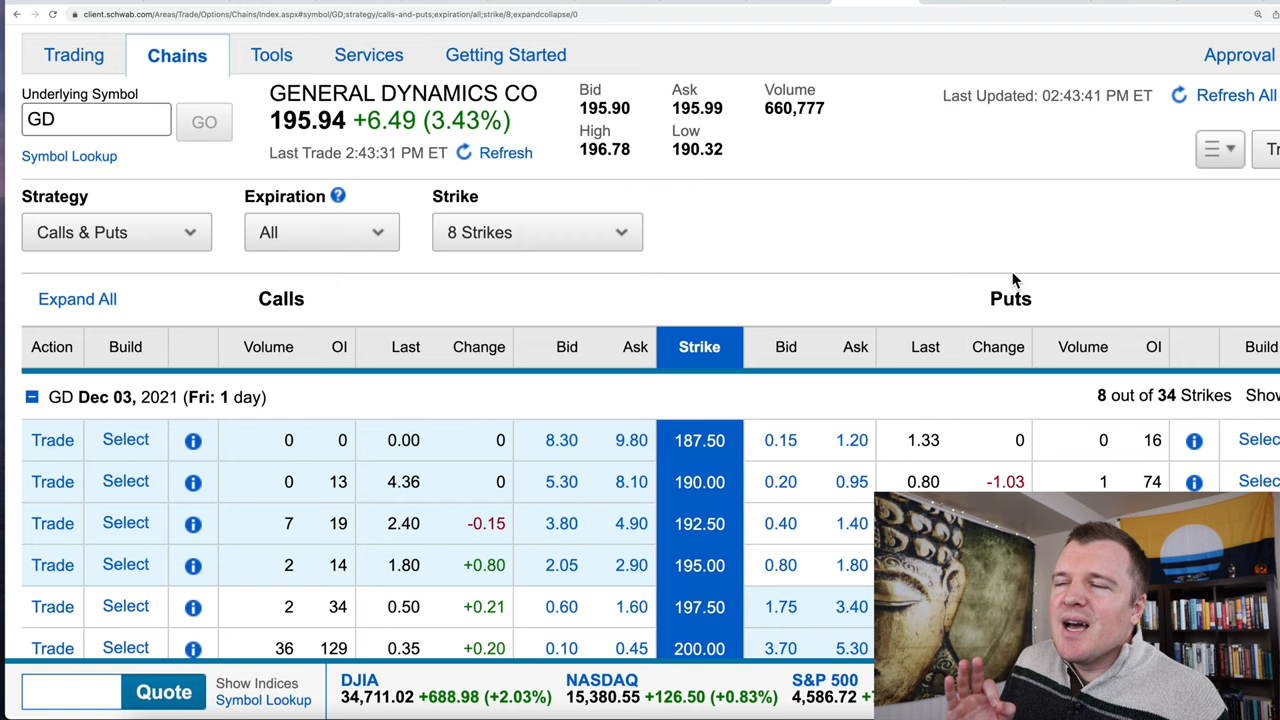 client.schwab.com/Areas/Trade/Options/Chains/Index.aspx#symbol/GD;strategy/calls-and-puts;expiration/all;strike/8;expandcollapse/0
Trading Chains Tools Services Getting Started Approval
Underlying Symbol
GD GO
Symbol Lookup
GENERAL DYNAMICS CO
195.94 +6.49 (3.43%)
Last Trade 2:43:31 PM ET Refresh
Bid Ask Volume
195.90 195.99 660,777
High Low
196.78 190.32
Last Updated: 02:43:41 PM ET Refresh All
Strategy Expiration ? Strike
Calls & Puts All 8 Strikes
Expand All Calls Puts
Action Build Volume OI Last Change Bid Ask Strike Bid Ask Last Change Volume OI Build
GD Dec 03, 2021 (Fri: 1 day) 8 out of 34 Strikes
Trade Select 0 0 0.00 0 8.30 9.80 187.50 0.15 1.20 1.33 0 0 16
Trade Select 0 13 4.36 0 5.30 8.10 190.00 0.20 0.95 0.80 -1.03 1 74
Trade Select 7 19 2.40 -0.15 3.80 4.90 192.50 0.40 1.40
Trade Select 2 14 1.80 +0.80 2.05 2.90 195.00 0.80 1.80
Trade Select 2 34 0.50 +0.21 0.60 1.60 197.50 1.75 3.40
Trade Select 36 129 0.35 +0.20 0.10 0.45 200.00 3.70 5.30
Quote
Show Indices
Symbol Lookup
DJIA
34,711.02 +688.98 (+2.03%)
NASDAQ
15,380.55 +126.50 (+0.83%)
S&P 500
4,586.72